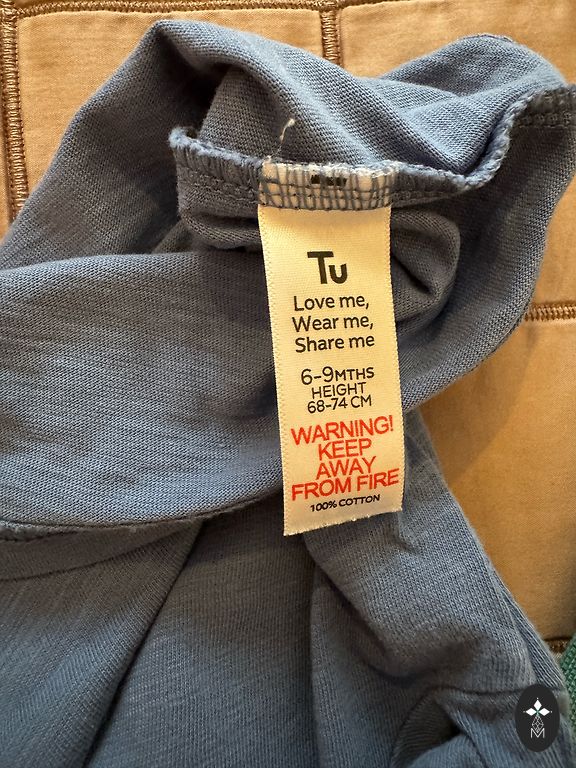 Tu
Love me,
Wear me,
Share me
6-9MTHS
HEIGHT
68-74 CM
WARNING!
KEEP
AWAY
FROM FIRE
100% COTTON